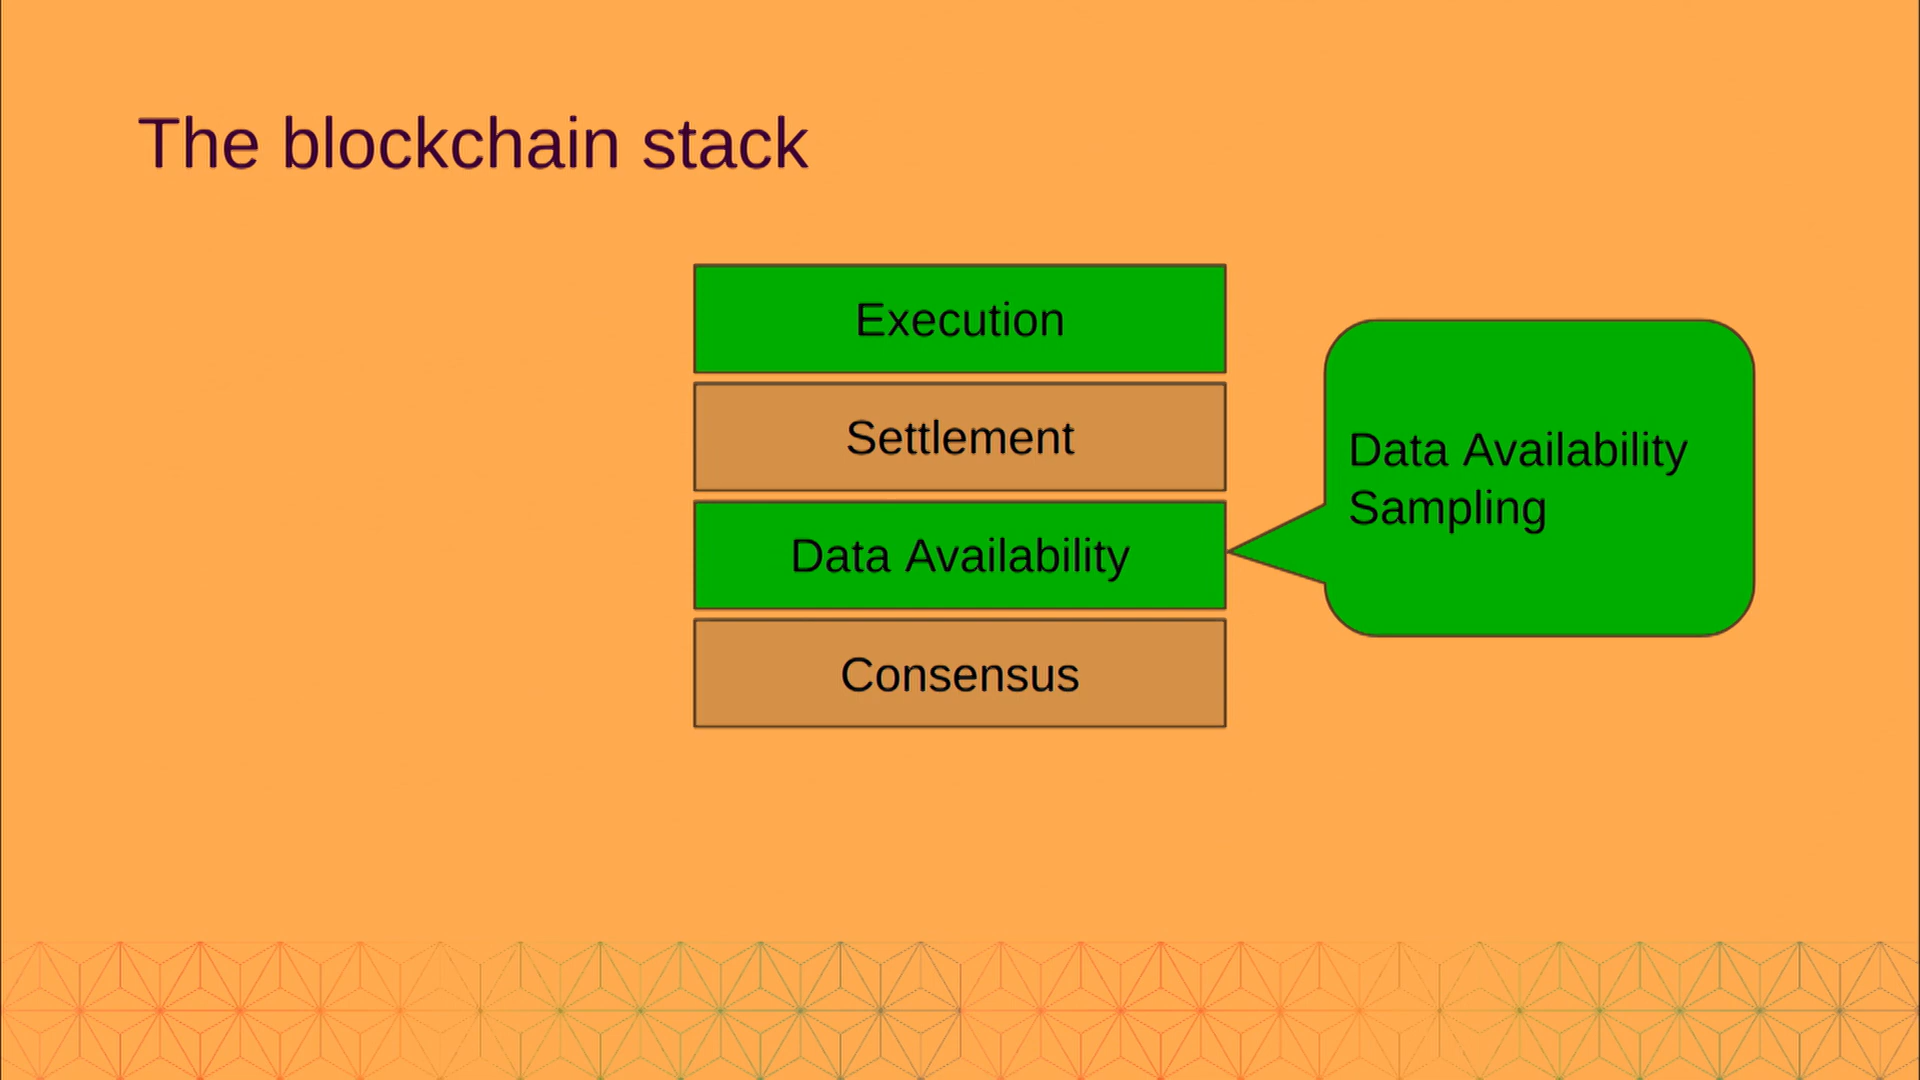 The blockchain stack
Execution
Settlement
Data Availability
Consensus
Data Availability
Sampling